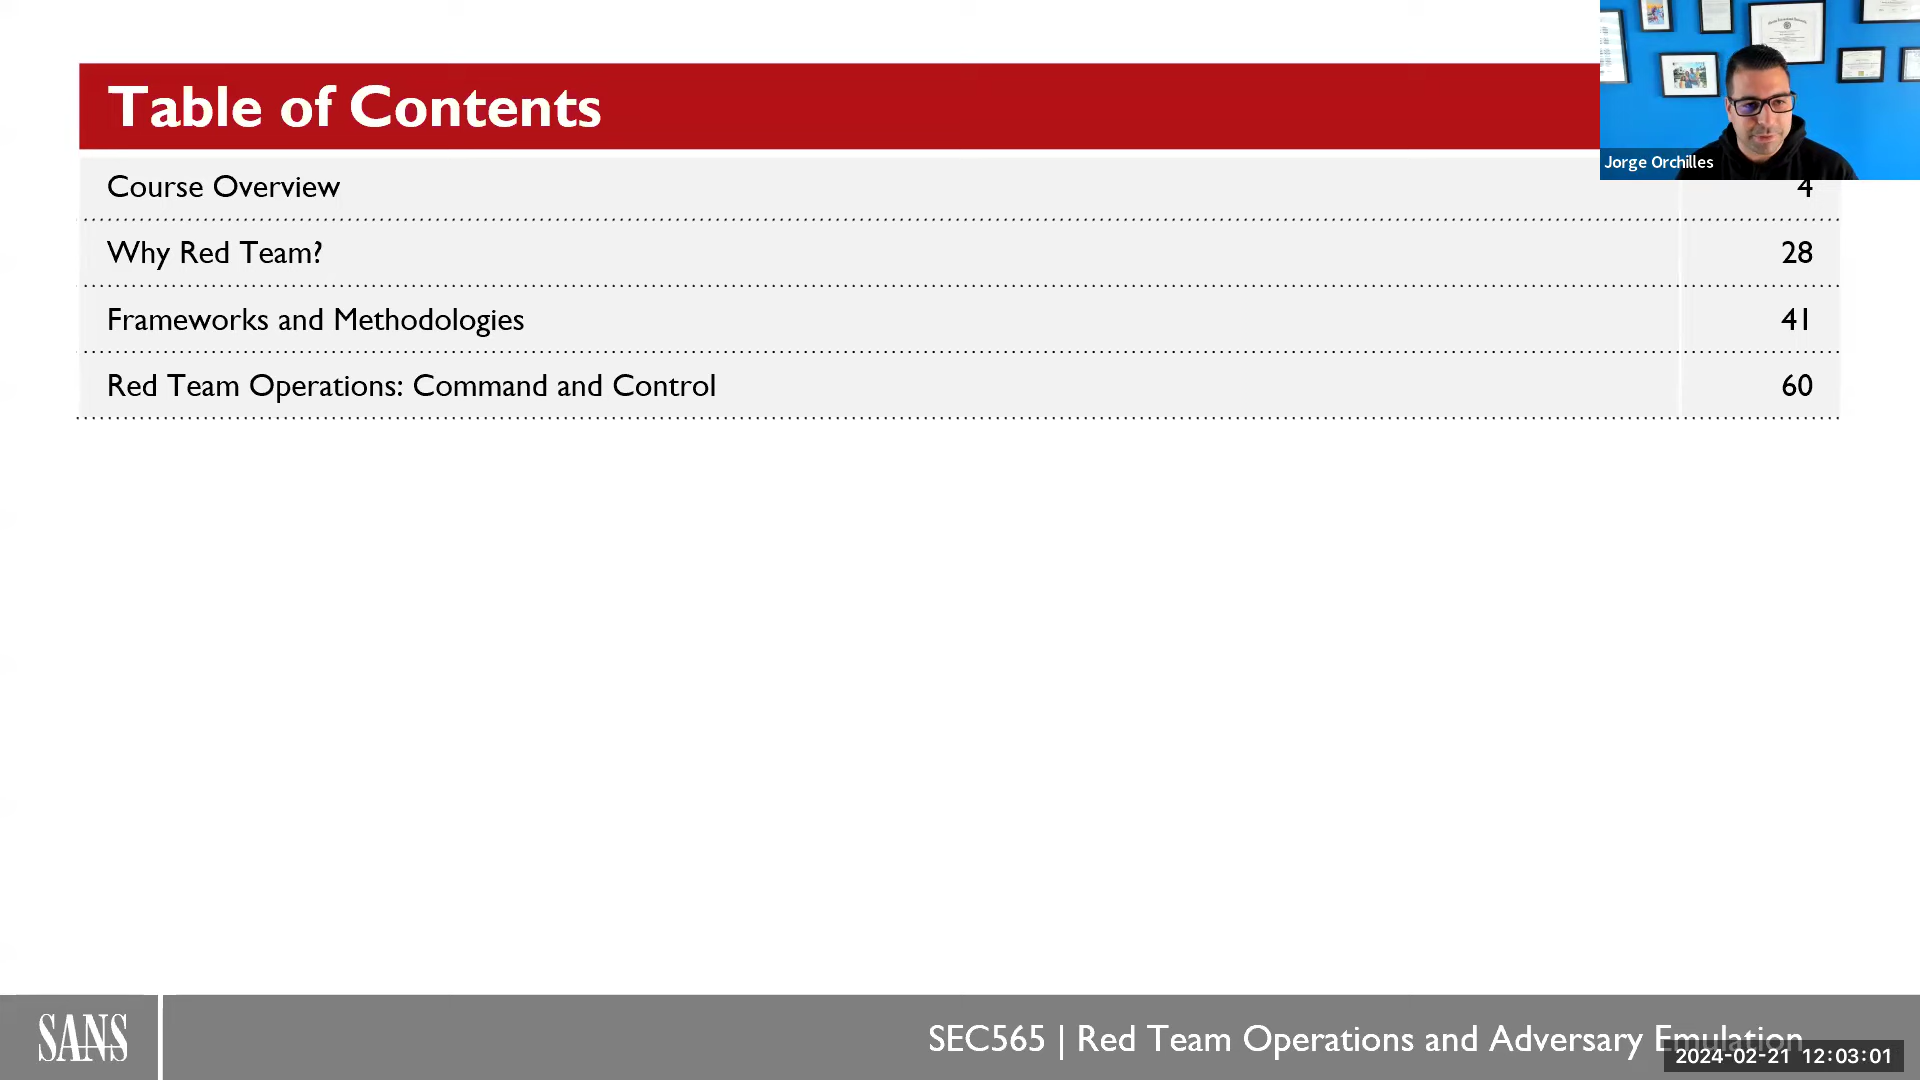 Table of Contents
Jorge Orchilles
Course Overview 4
Why Red Team? 28
Frameworks and Methodologies 41
Red Team Operations: Command and Control 60
SANS
SEC565 | Red Team Operations and Adversary Emulation
2024-02-21 12:03:01